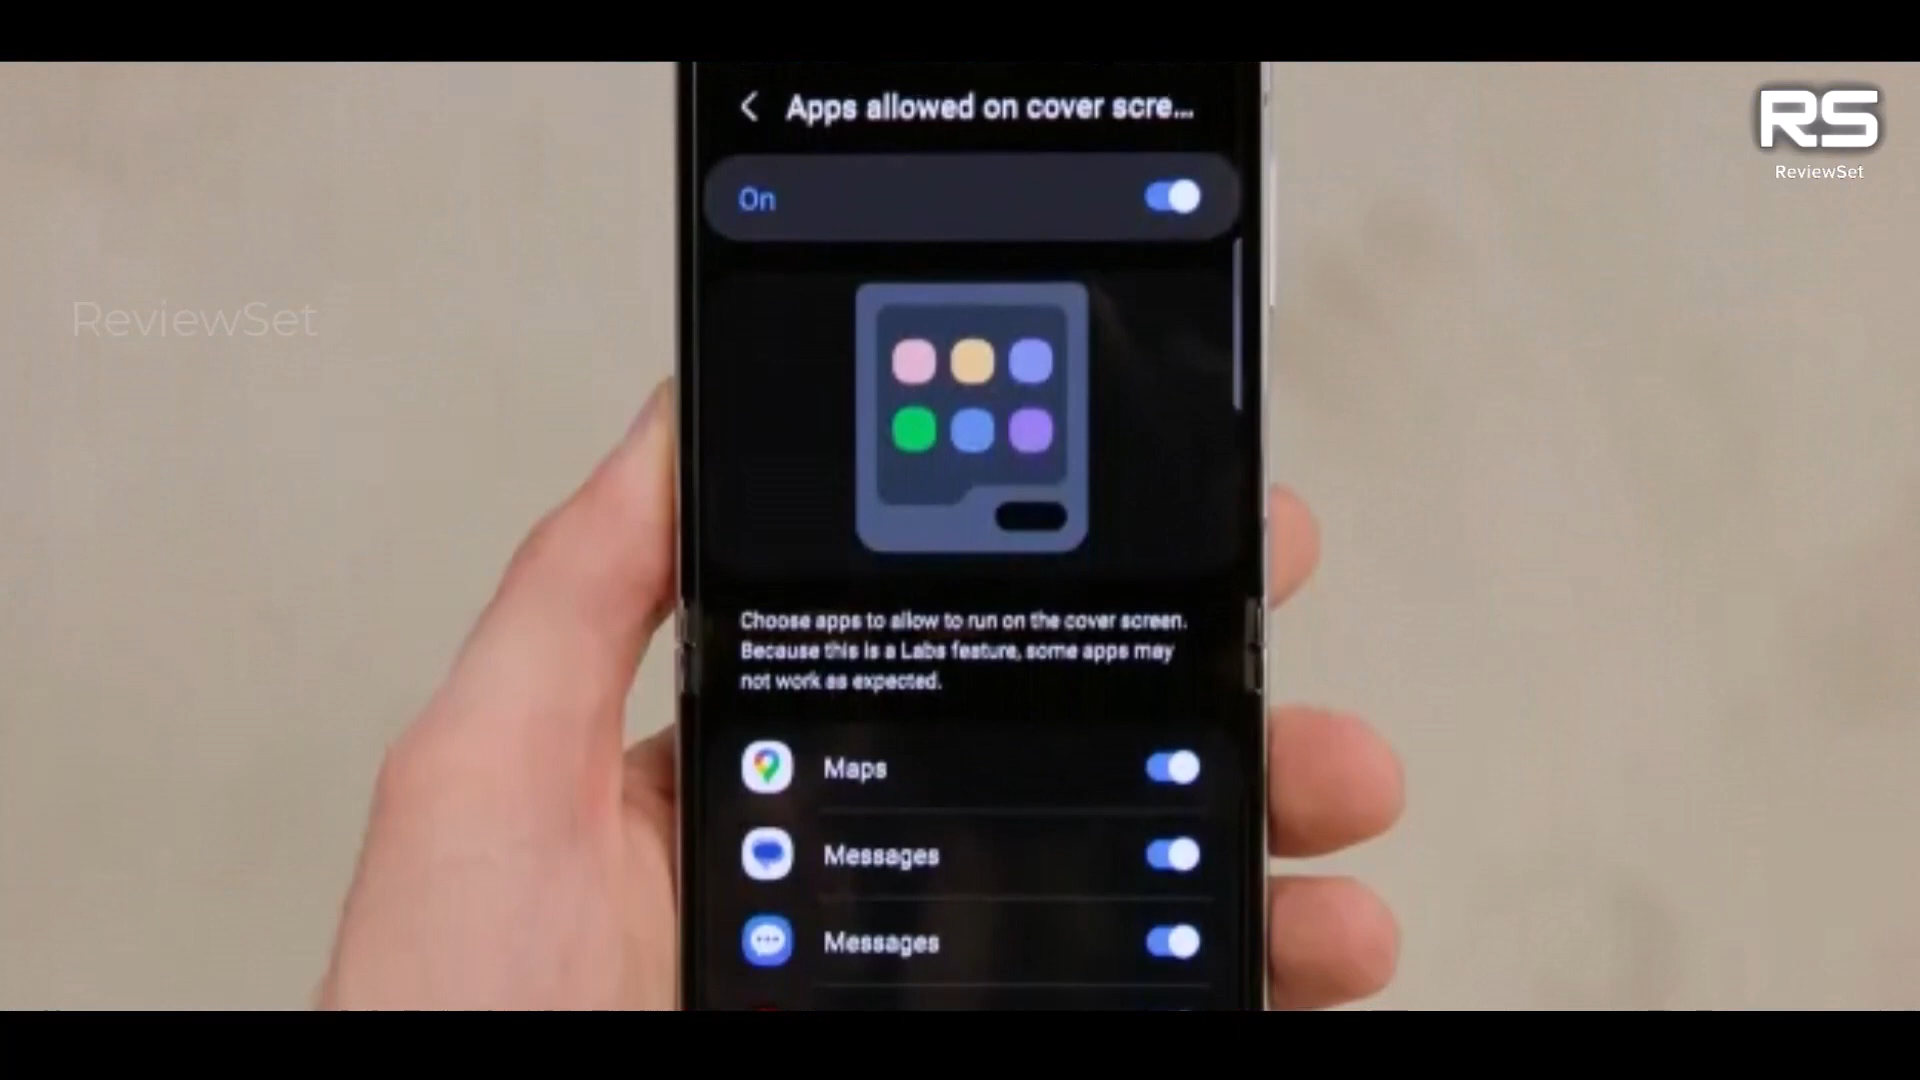 Apps allowed on cover scre...
RS
ReviewSet
On
ReviewSet
Choose apps to allow to run on the cover screen.
Because this is a Labs feature, some apps may
not work as expected.
Maps
Messages
Messages